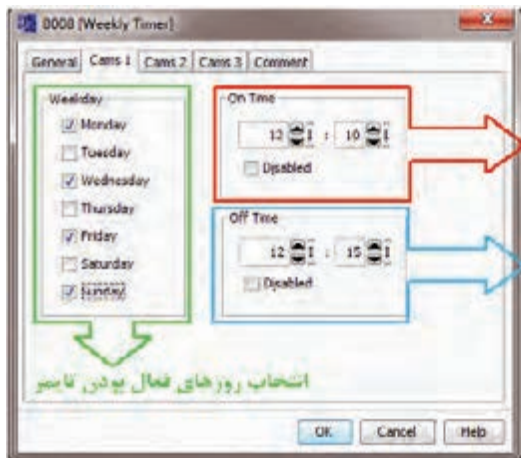 B008 [Weekly Timer]
General Cams 1 Cams 2 Cams 3 Comment
Weekday
Monday
Tuesday
Wednesday
Thursday
Friday
Saturday
Sunday
On Time
12 : 10
Disabled
Off Time
12 : 15
Disabled
انتخاب روزهای فعال بودن تایمر
OK Cancel Help